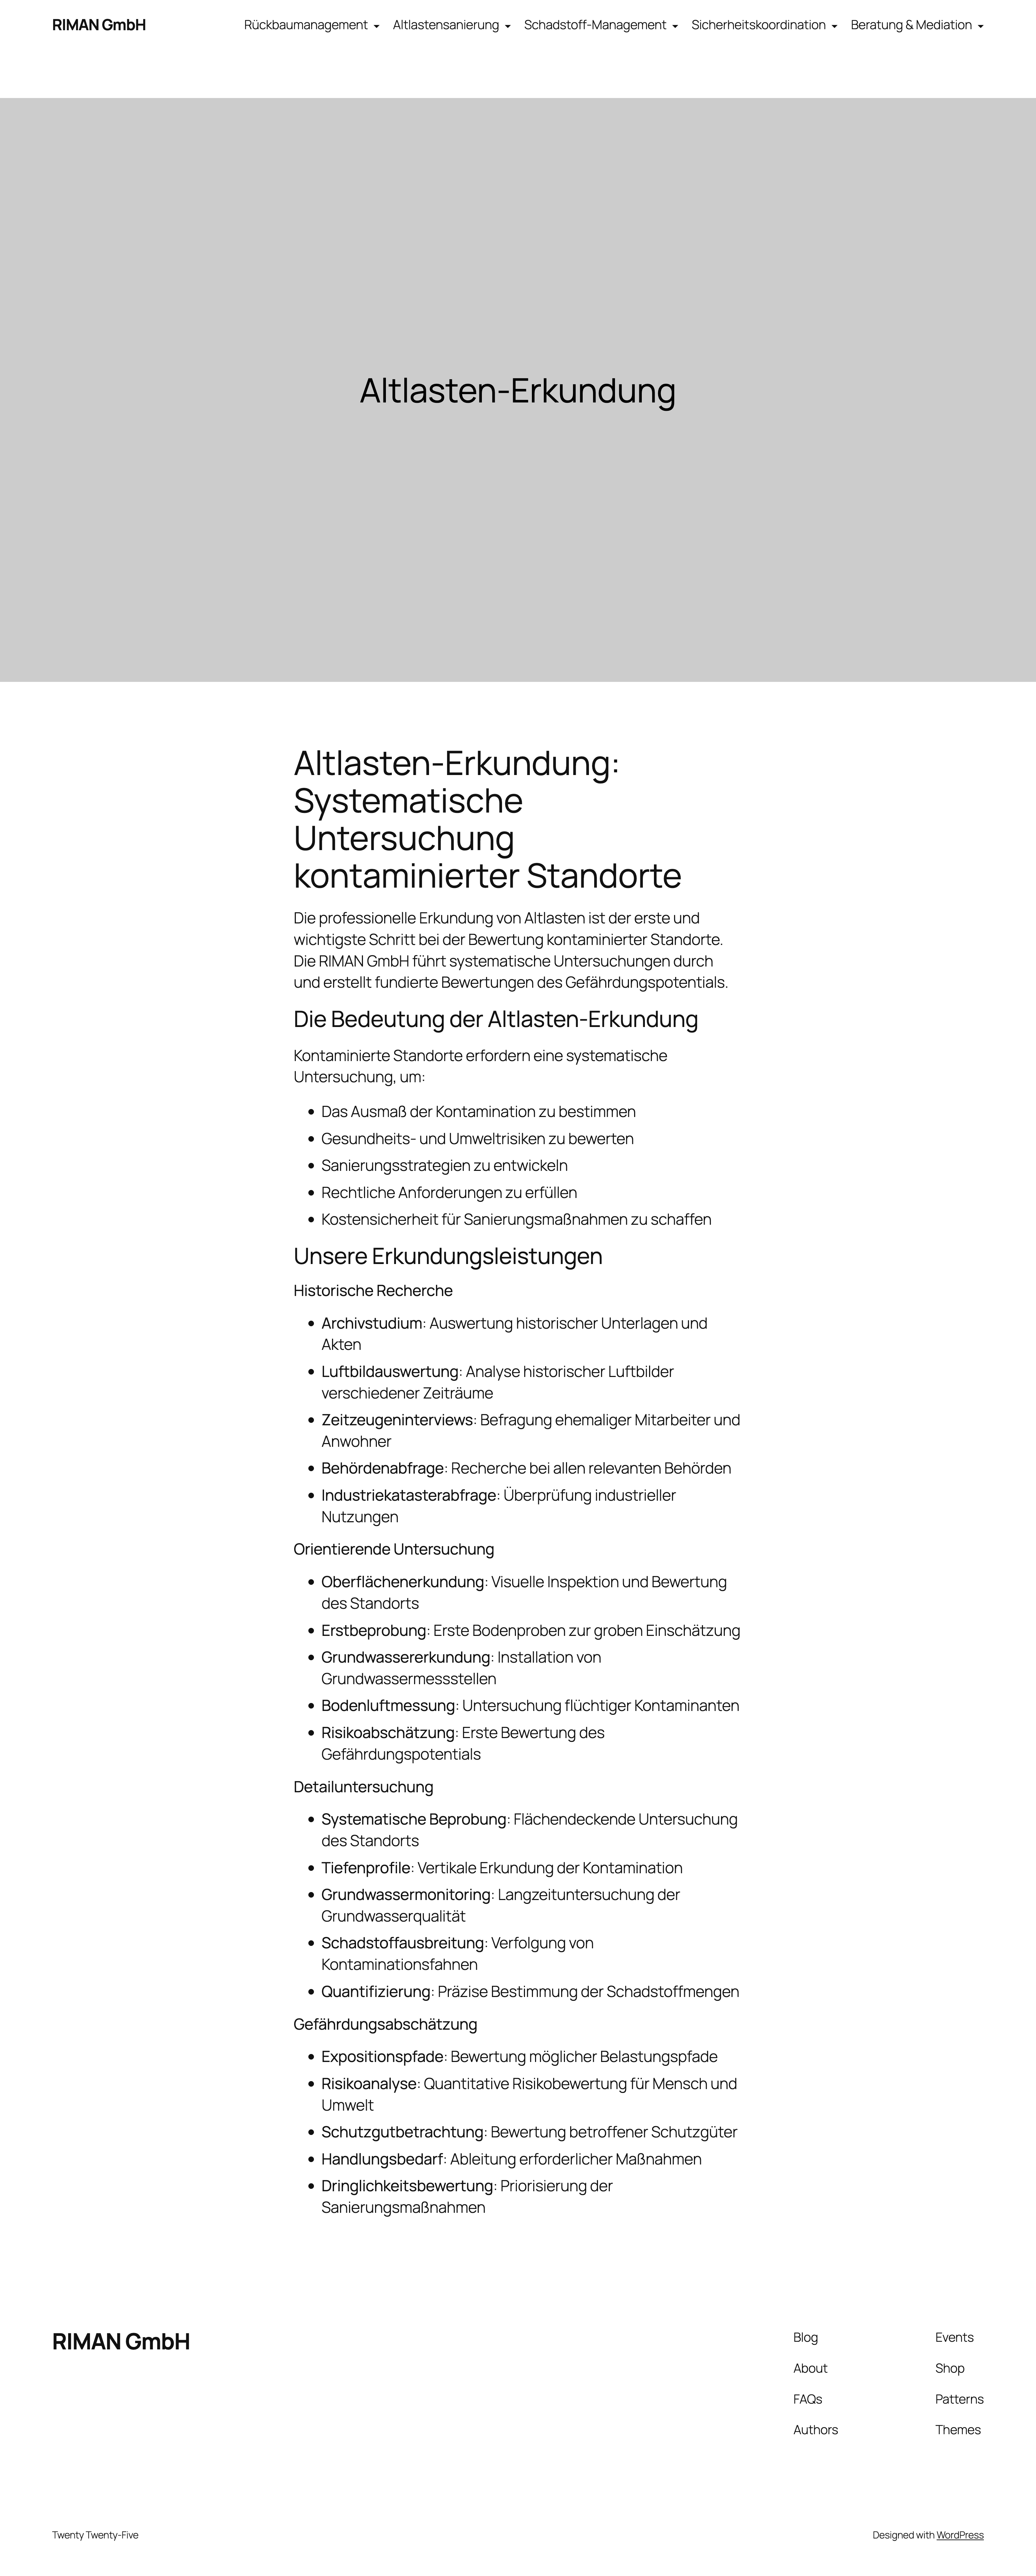 RIMAN GmbH
Rückbaumanagement
Altlastensanierung
Schadstoff-Management
Sicherheitskoordination
Beratung & Mediation
Altlasten-Erkundung
Altlasten-Erkundung:
Systematische
Untersuchung
kontaminierter Standorte
Die professionelle Erkundung von Altlasten ist der erste und
wichtigste Schritt bei der Bewertung kontaminierter Standorte.
Die RIMAN GmbH führt systematische Untersuchungen durch
und erstellt fundierte Bewertungen des Gefährdungspotentials.
Die Bedeutung der Altlasten-Erkundung
Kontaminierte Standorte erfordern eine systematische
Untersuchung, um:
• Das Ausmaß der Kontamination zu bestimmen
• Gesundheits- und Umweltrisiken zu bewerten
• Sanierungsstrategien zu entwickeln
• Rechtliche Anforderungen zu erfüllen
• Kostensicherheit für Sanierungsmaßnahmen zu schaffen
Unsere Erkundungsleistungen
Historische Recherche
• Archivstudium: Auswertung historischer Unterlagen und
Akten
• Luftbildauswertung: Analyse historischer Luftbilder
verschiedener Zeiträume
• Zeitzeugeninterviews: Befragung ehemaliger Mitarbeiter und
Anwohner
• Behördenabfrage: Recherche bei allen relevanten Behörden
• Industriekatasterabfrage: Überprüfung industrieller
Nutzungen
Orientierende Untersuchung
• Oberflächenerkundung: Visuelle Inspektion und Bewertung
des Standorts
• Erstbeprobung: Erste Bodenproben zur groben Einschätzung
• Grundwassererkundung: Installation von
Grundwassermessstellen
• Bodenluftmessung: Untersuchung flüchtiger Kontaminanten
• Risikoabschätzung: Erste Bewertung des
Gefährdungspotentials
Detailuntersuchung
• Systematische Beprobung: Flächendeckende Untersuchung
des Standorts
• Tiefenprofile: Vertikale Erkundung der Kontamination
• Grundwassermonitoring: Langzeituntersuchung der
Grundwasserqualität
• Schadstoffausbreitung: Verfolgung von
Kontaminationsfahnen
• Quantifizierung: Präzise Bestimmung der Schadstoffmengen
Gefährdungsabschätzung
• Expositionspfade: Bewertung möglicher Belastungspfade
• Risikoanalyse: Quantitative Risikobewertung für Mensch und
Umwelt
• Schutzgutbetrachtung: Bewertung betroffener Schutzgüter
• Handlungsbedarf: Ableitung erforderlicher Maßnahmen
• Dringlichkeitsbewertung: Priorisierung der
Sanierungsmaßnahmen
RIMAN GmbH
Blog
About
FAQs
Authors
Events
Shop
Patterns
Themes
Twenty Twenty-Five
Designed with WordPress